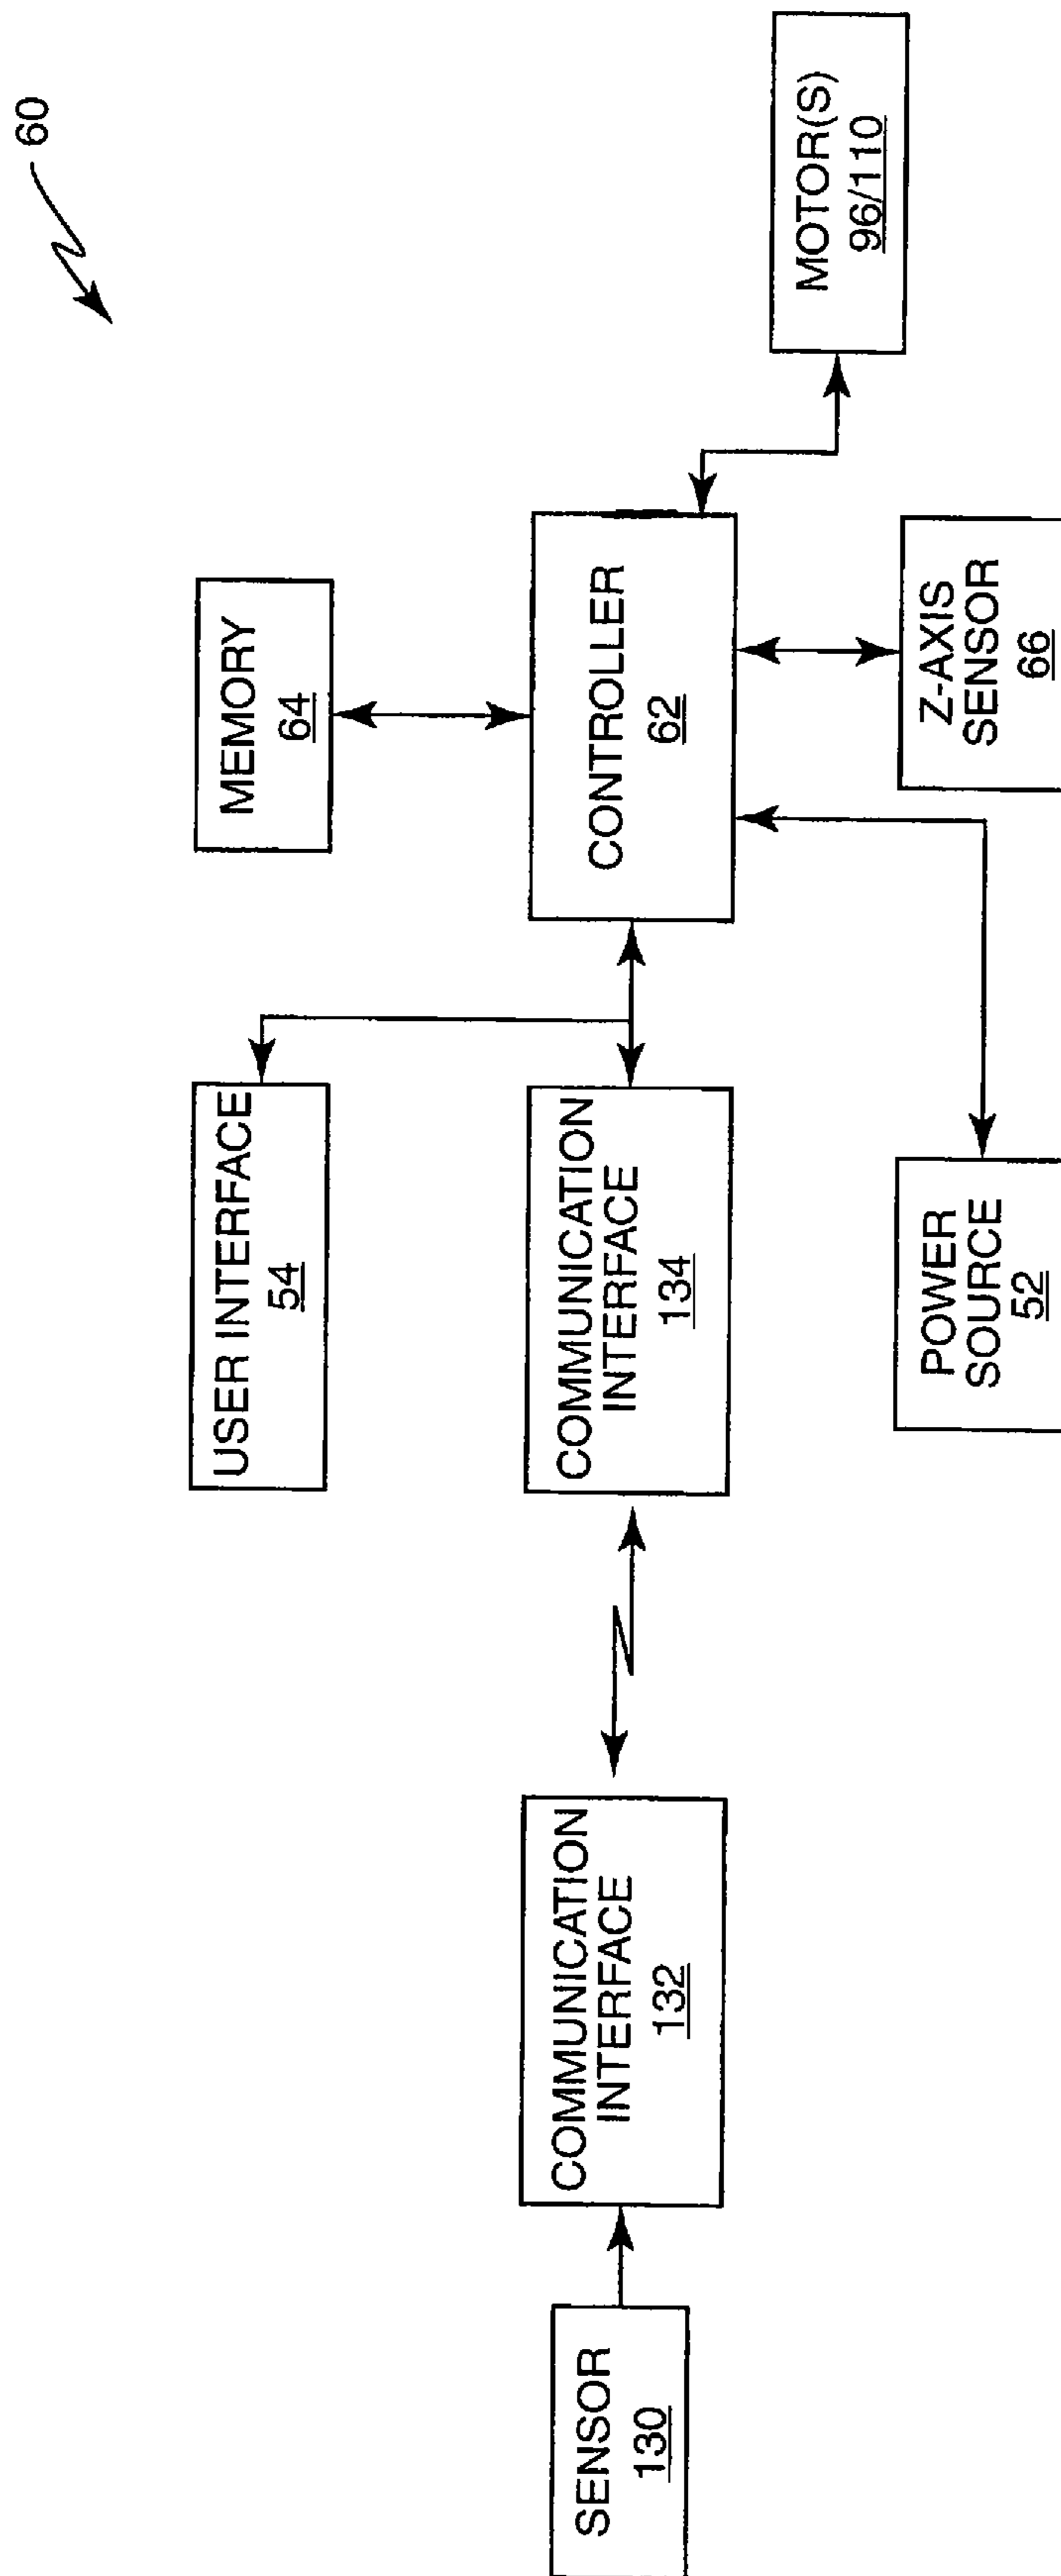 60
USER INTERFACE
54
MEMORY
64
SENSOR
130
COMMUNICATION
INTERFACE
132
COMMUNICATION
INTERFACE
134
CONTROLLER
62
MOTOR(S)
96/110
POWER
SOURCE
52
Z-AXIS
SENSOR
66